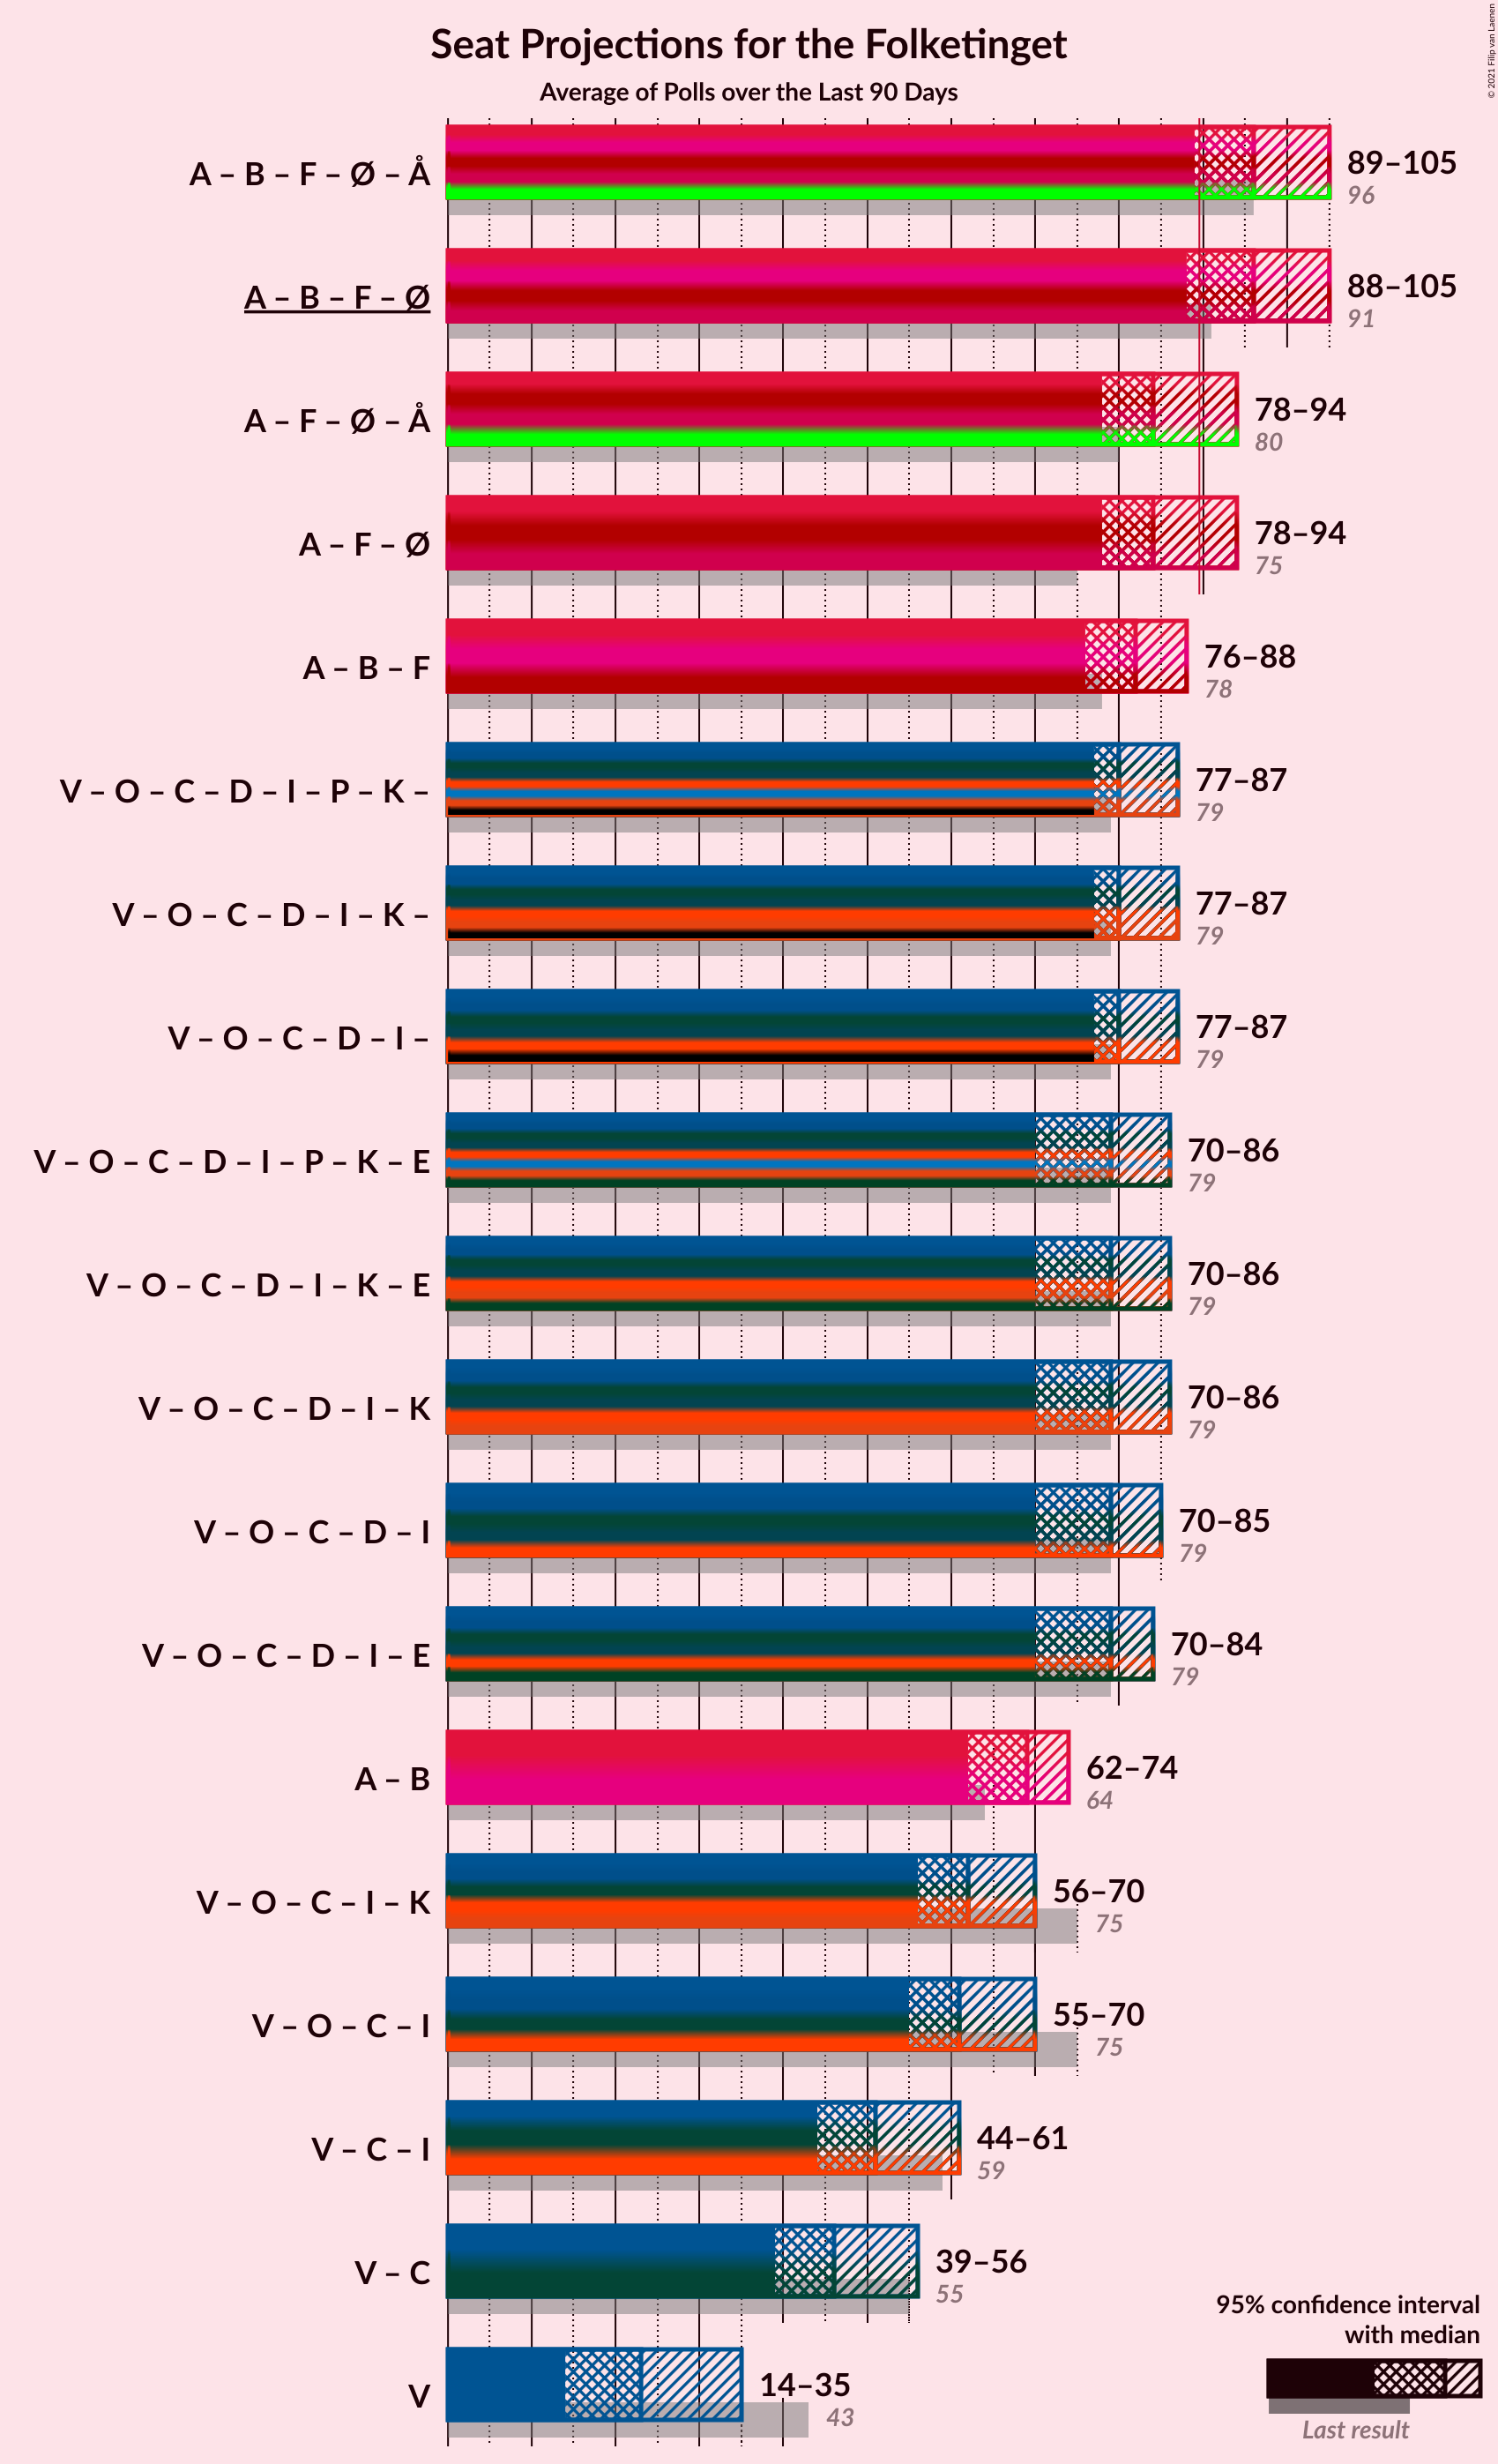 Seat Projections for the Folketinget
Average of Polls over the Last 90 Days
© 2021 Filip van Laenen
A – B – F – Ø – Å
89–105
96
A – B – F – Ø
88–105
91
A – F – Ø – Å
78–94
80
A – F – Ø
78–94
75
A – B – F
76–88
78
V – O – C – D – I – P – K –
77–87
79
V – O – C – D – I – K –
77–87
79
V – O – C – D – I –
77–87
79
V – O – C – D – I – P – K – E
70–86
79
V – O – C – D – I – K – E
70–86
79
V – O – C – D – I – K
70–86
79
V – O – C – D – I
70–85
79
V – O – C – D – I – E
70–84
79
A – B
62–74
64
V – O – C – I – K
56–70
75
V – O – C – I
55–70
75
V – C – I
44–61
59
V – C
39–56
55
V
14–35
43
95% confidence interval
with median
Last result